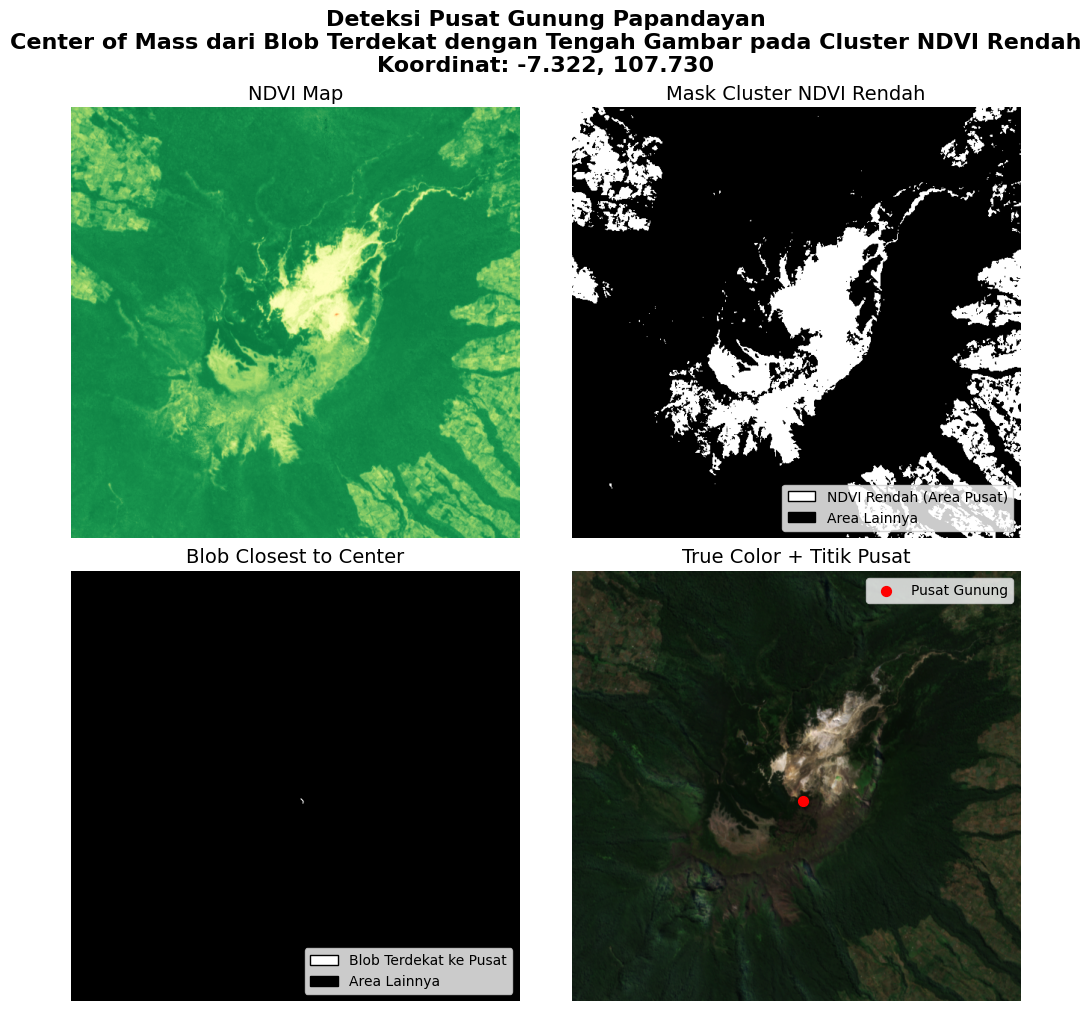 Deteksi Pusat Gunung Papandayan
Center of Mass dari Blob Terdekat dengan Tengah Gambar pada Cluster NDVI Rendah
Koordinat: -7.322, 107.730
NDVI Map
Mask Cluster NDVI Rendah
NDVI Rendah (Area Pusat)
Area Lainnya
Blob Closest to Center
True Color + Titik Pusat
Pusat Gunung
Blob Terdekat ke Pusat
Area Lainnya